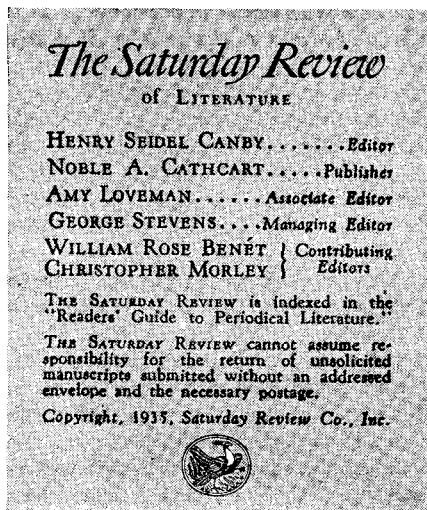 The Saturday Review
of LITERATURE
HENRY SEIDEL CANBY.......Editor
NOBLE A. CATHCART.....Publisher
AMY LOVEMAN......Associate Editor
GEORGE STEVENS....Managing Editor
WILLIAM ROSE BENÉT } Contributing
CHRISTOPHER MORLEY } Editors
THE SATURDAY REVIEW is indexed in the
"Readers' Guide to Periodical Literature."
THE SATURDAY REVIEW cannot assume re-
sponsibility for the return of unsolicited
manuscripts submitted without an addressed
envelope and the necessary postage.
Copyright, 1935, Saturday Review Co., Inc.